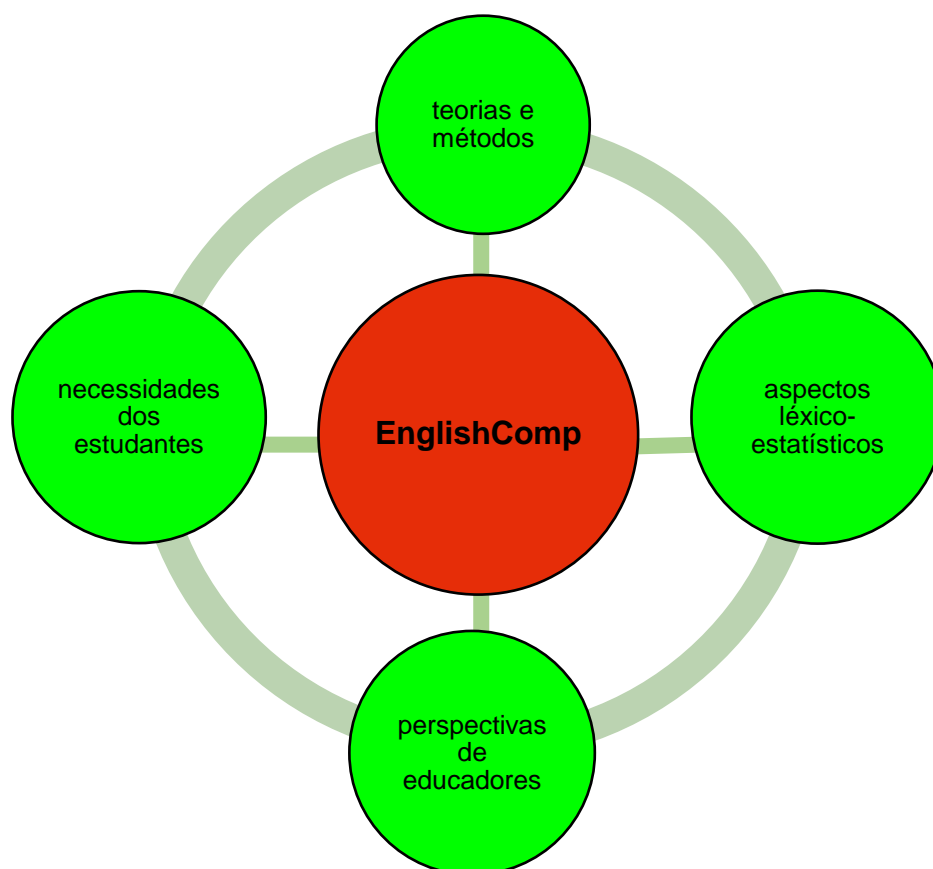 teorias e
métodos
necessidades
dos
estudantes
EnglishComp
aspectos
léxico-
estatísticos
perspectivas
de
educadores